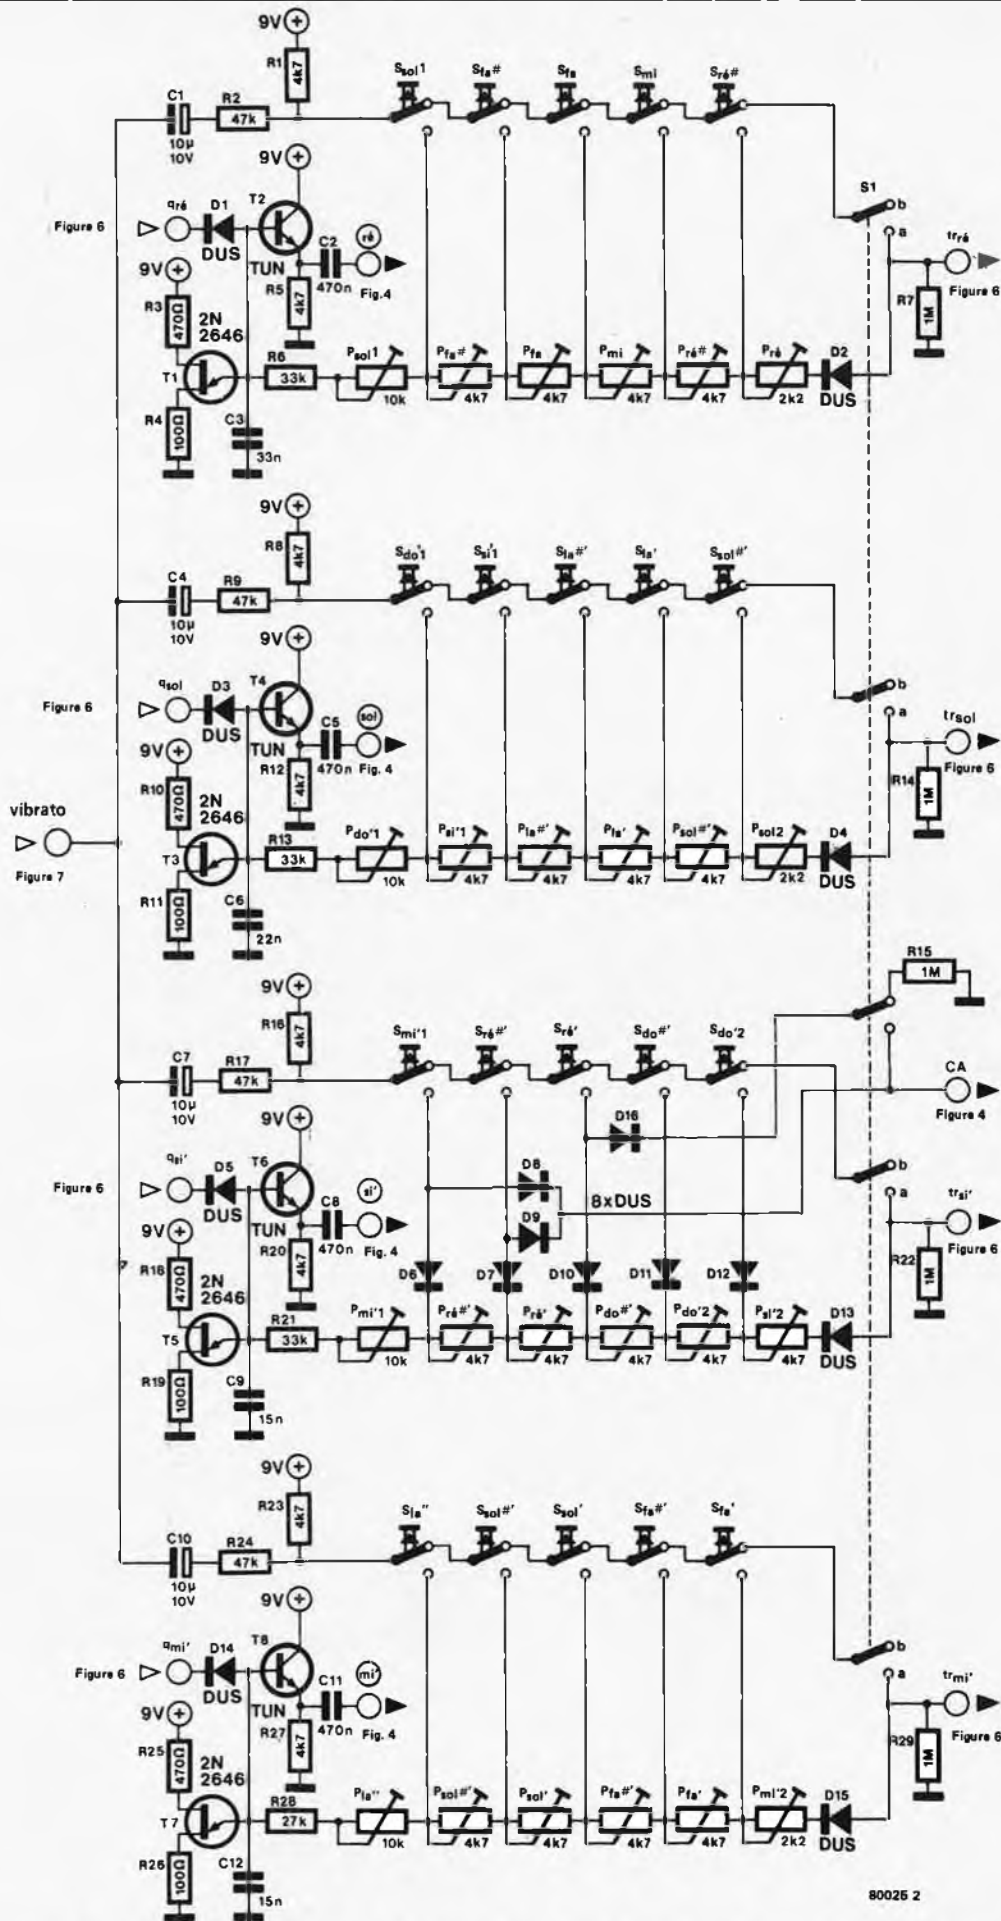 9V
R1
4k7
Ssol1
Sfa#
Sfa
Smi
Sré#
C1
R2
47k
10µ
10V
9V
S1
b
a
qré
D1
T2
Figure 6
DUS
TUN
C2
ré
470n
Fig.4
R5
4k7
trré
Figure 6
R7
1M
9V
R3
470Ω
2N
2646
T1
R4
100Ω
R6
33k
Psol1
10k
Pfa#
4k7
Pfa
4k7
Pmi
4k7
Pré#
4k7
Pré
2k2
D2
DUS
C3
33n
9V
R8
4k7
Sdo'1
Ssi'1
Sla#'
Sla'
Ssol#'
C4
R9
47k
10µ
10V
9V
b
a
qsol
D3
T4
Figure 6
DUS
TUN
C5
sol
470n
Fig. 4
R12
4k7
trsol
Figure 6
R14
1M
9V
R10
470Ω
2N
2646
T3
R11
100Ω
R13
33k
Pdo'1
10k
Psi'1
4k7
Pla#'
4k7
Pla'
4k7
Psol#'
4k7
Psol2
2k2
D4
DUS
C6
22n
vibrato
Figure 7
R15
1M
CA
Figure 4
9V
R16
4k7
Smi'1
Sré#'
Sré'
Sdo#'
Sdo'2
C7
R17
47k
10µ
10V
9V
D16
b
a
qsi'
D5
T6
Figure 6
DUS
TUN
C8
si'
470n
Fig. 4
R20
4k7
D8
D9
8xDUS
trsi'
Figure 6
R22
1M
9V
R18
470Ω
2N
2646
T5
R19
100Ω
D6
D7
D10
D11
D12
R21
33k
Pmi'1
10k
Pré#'
4k7
Pré'
4k7
Pdo#'
4k7
Pdo'2
4k7
Psi'2
4k7
D13
DUS
C9
15n
9V
R23
4k7
Sla''
Ssol#'
Ssol'
Sfa#'
Sfa'
C10
R24
47k
10µ
10V
9V
b
a
qmi'
D14
T8
Figure 6
DUS
TUN
C11
mi'
470n
Fig. 4
R27
4k7
trmi'
Figure 6
R29
1M
9V
R25
470Ω
2N
2646
T7
R26
100Ω
R28
27k
Pla''
10k
Psol#'
4k7
Psol'
4k7
Pfa#'
4k7
Pfa'
4k7
Pmi'2
2k2
D15
DUS
C12
15n
80025 2